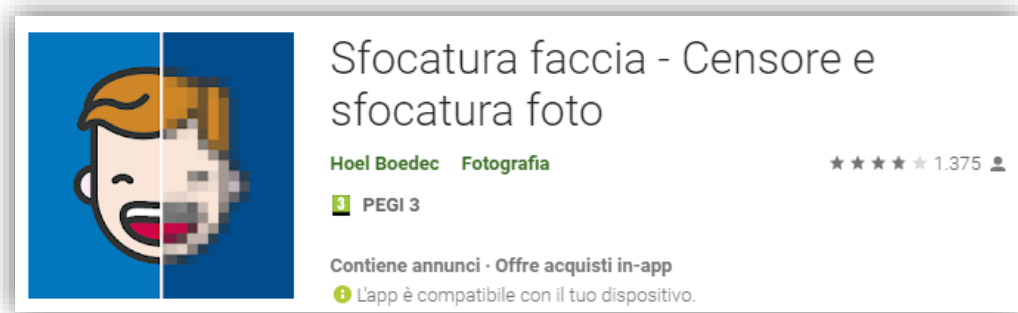 Sfocatura faccia - Censore e
sfocatura foto
Hoel Boedec Fotografia
1.375
3 PEGI 3
Contiene annunci · Offre acquisti in-app
L'app è compatibile con il tuo dispositivo.